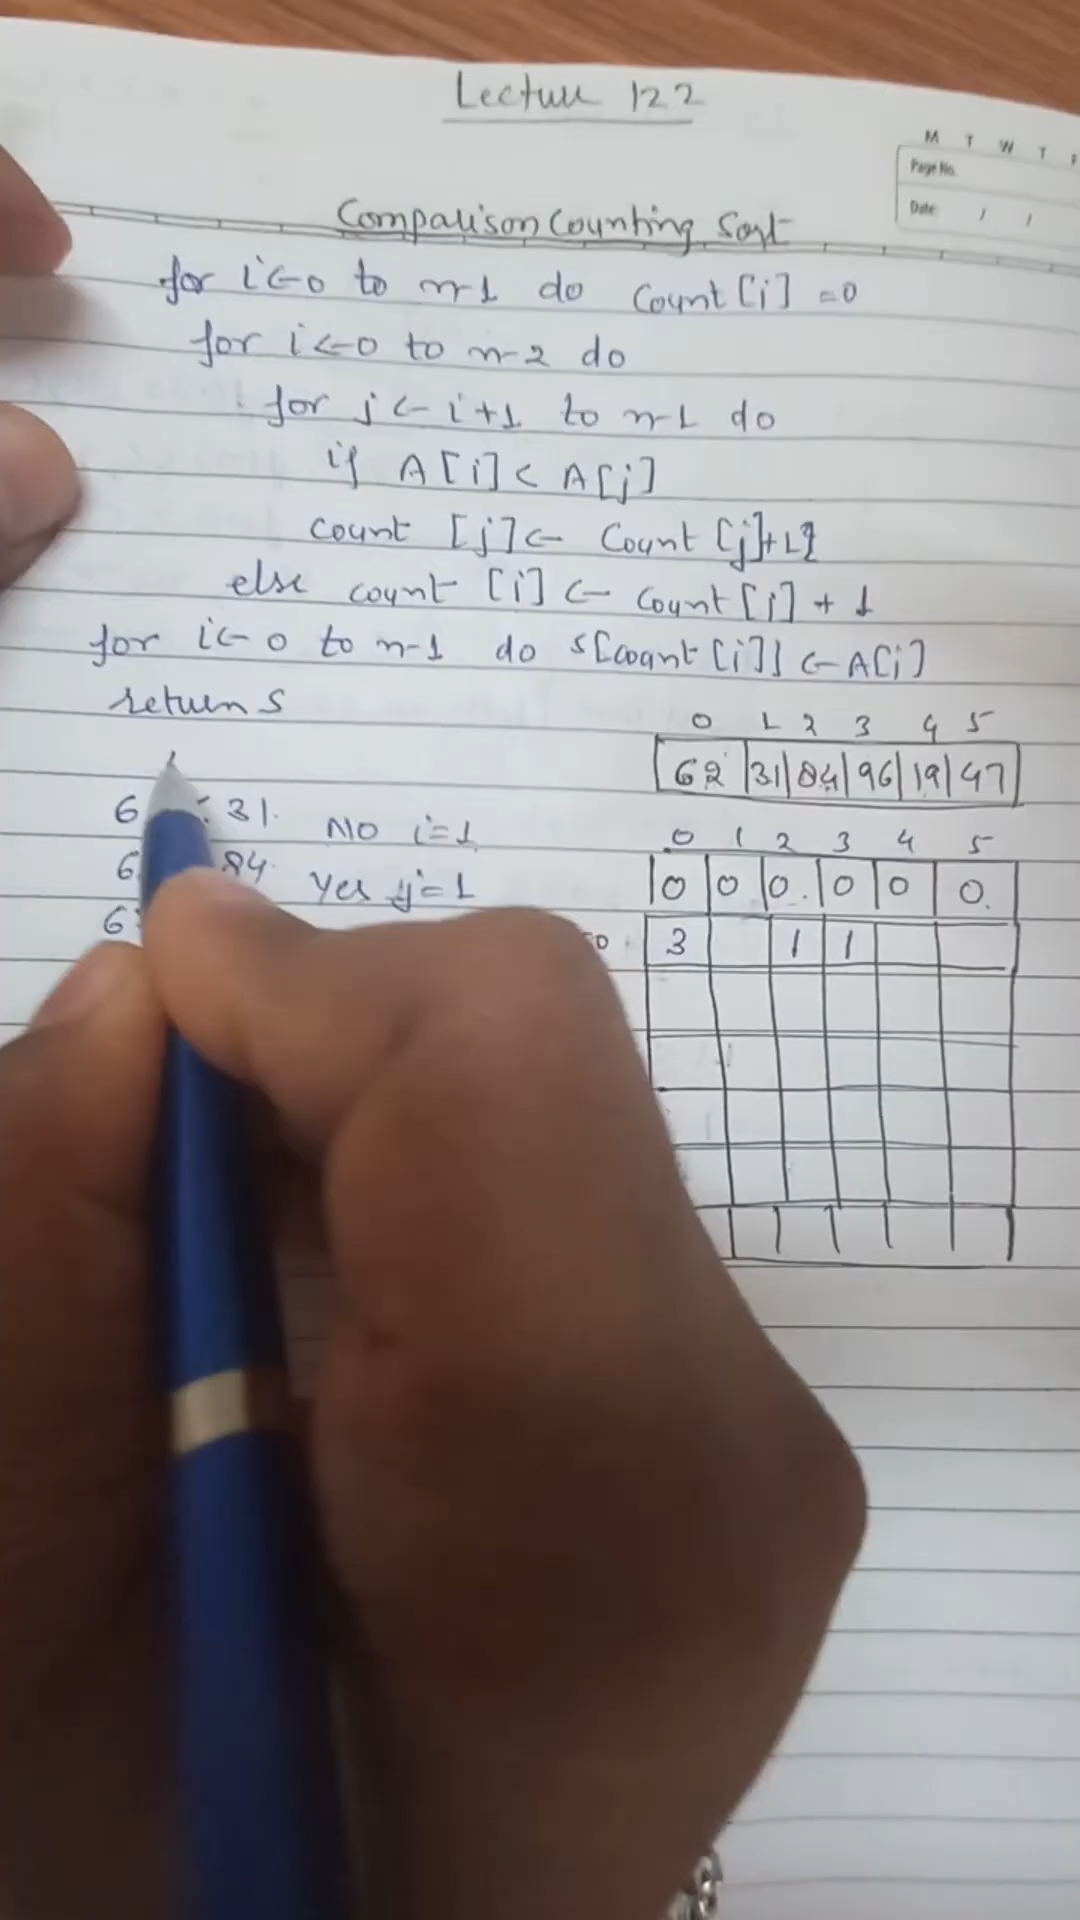 Lecture 122
M T W T F
Page No.
Date / /
Comparison Counting Sort
for i<-0 to n-1 do Count[i] =0
for i<-0 to n-2 do
for j<-i+1 to n-1 do
if A[i]< A[j]
Count [j]<- Count [j]+1
else count [i] <- Count[i] + 1
for i<-0 to n-1 do S[Count[i]] <-A[i]
return S
0 1 2 3 4 5
62 31 84 96 19 47
6 < 31. NO i=1
0 1 2 3 4 5
6 84. Yes j=1
0 0 0. 0 0 0.
6
3 1 1